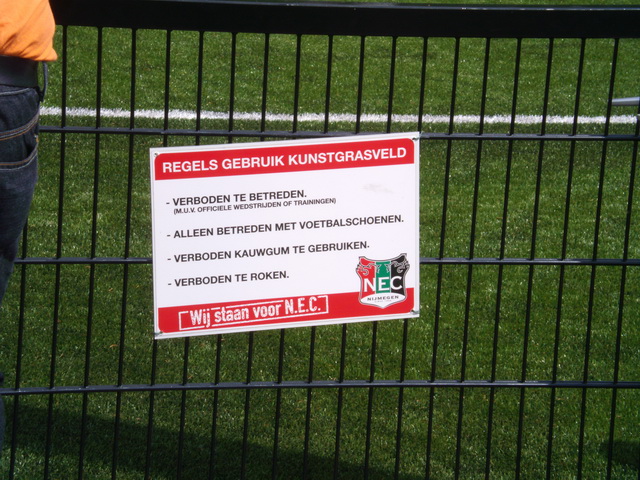 REGELS GEBRUIK KUNSTGRASVELD
- VERBODEN TE BETREDEN.
(M.U.V. OFFICIELE WEDSTRIJDEN OF TRAININGEN)
- ALLEEN BETREDEN MET VOETBALSCHOENEN.
- VERBODEN KAUWGUM TE GEBRUIKEN.
- VERBODEN TE ROKEN.
NEC
NIJMEGEN
Wij staan voor N.E.C.